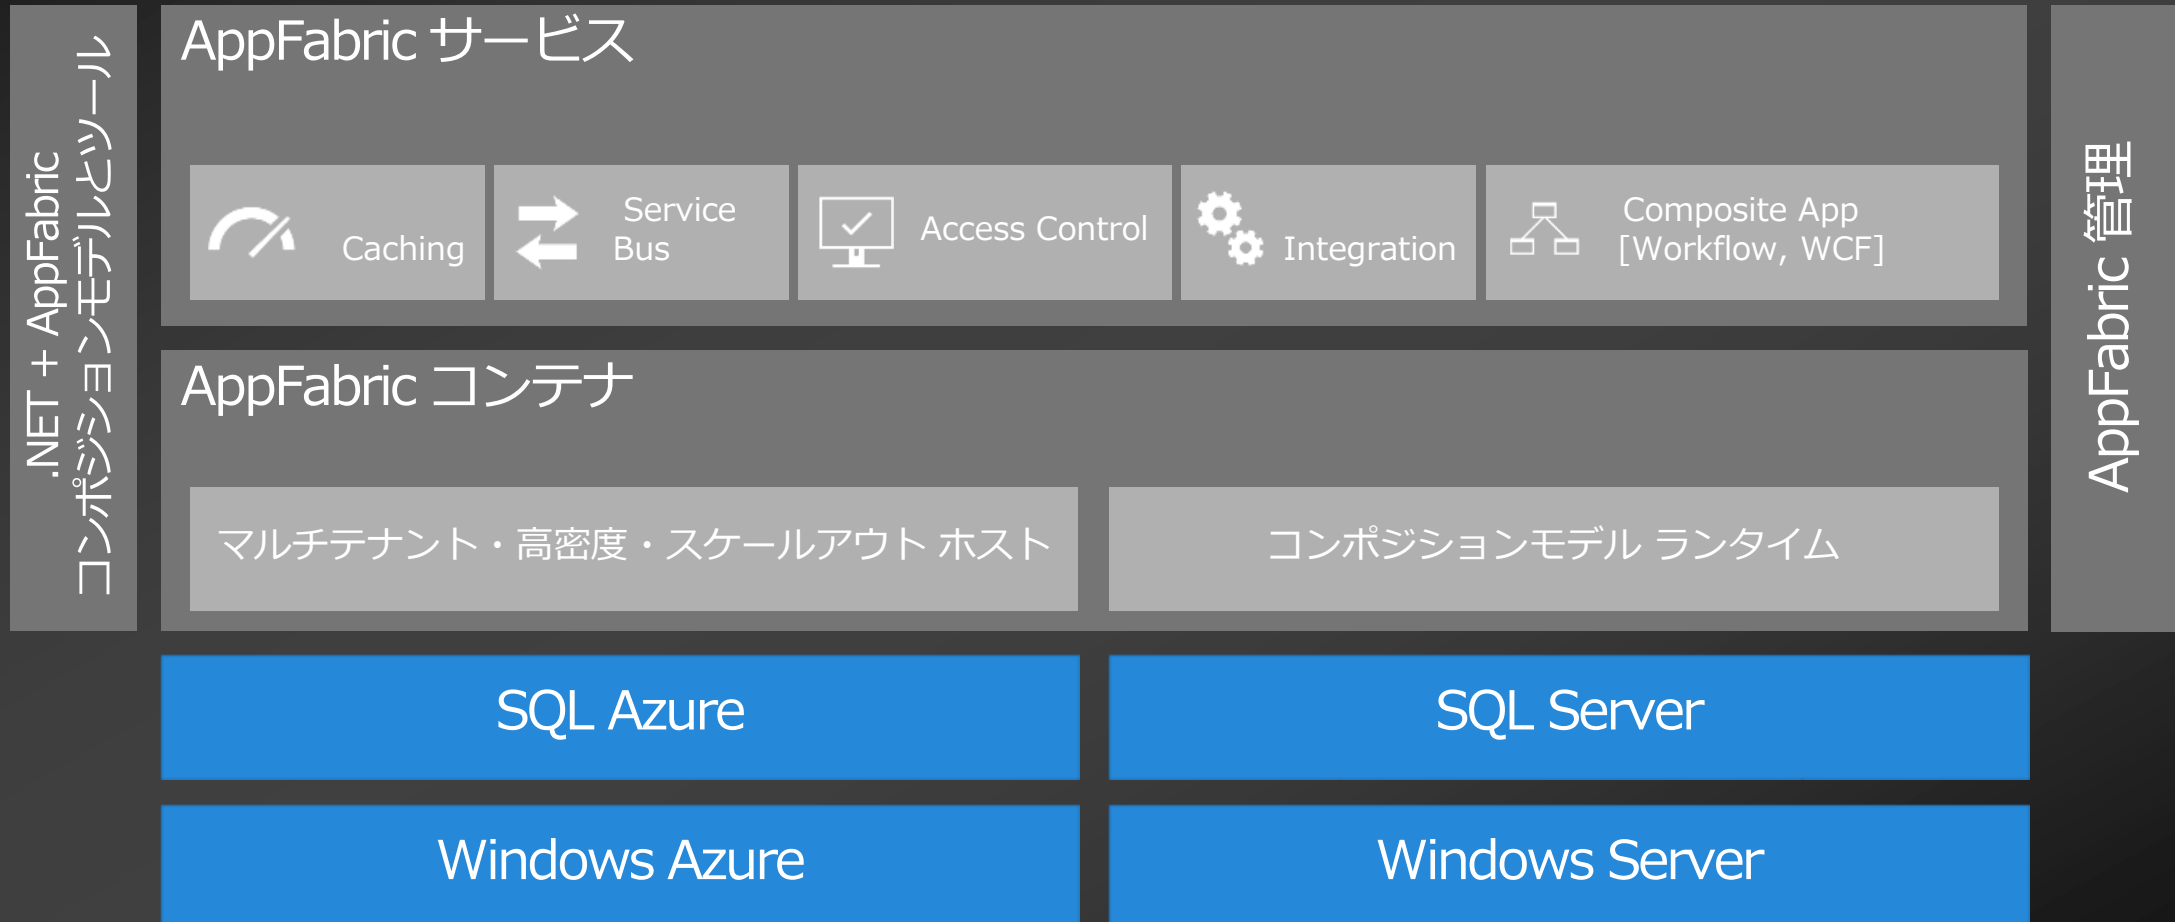 .NET + AppFabric
コンポジションモデルとツール
AppFabric サービス
Caching
Service
Bus
Access Control
Integration
Composite App
[Workflow, WCF]
AppFabric コンテナ
マルチテナント・高密度・スケールアウト ホスト
コンポジションモデル ランタイム
AppFabric 管理
SQL Azure
SQL Server
Windows Azure
Windows Server